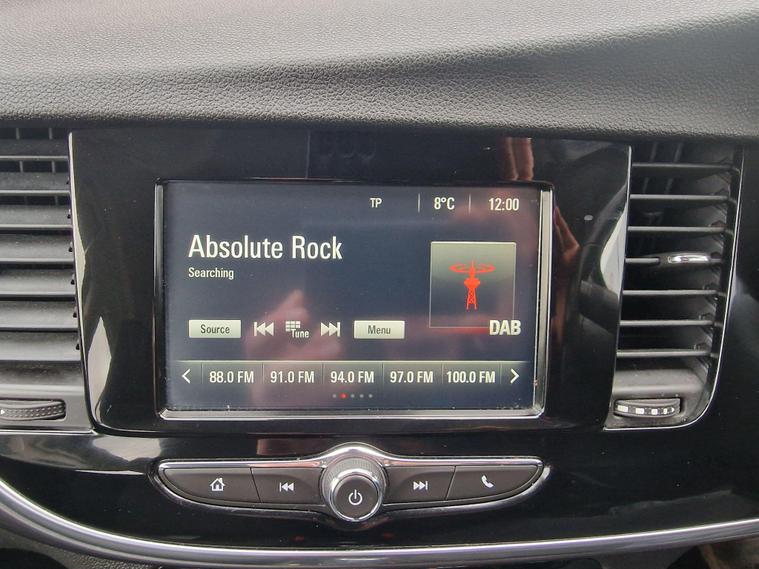 TP 8°C 12:00
Absolute Rock
Searching
Source Tune Menu DAB
88.0 FM 91.0 FM 94.0 FM 97.0 FM 100.0 FM